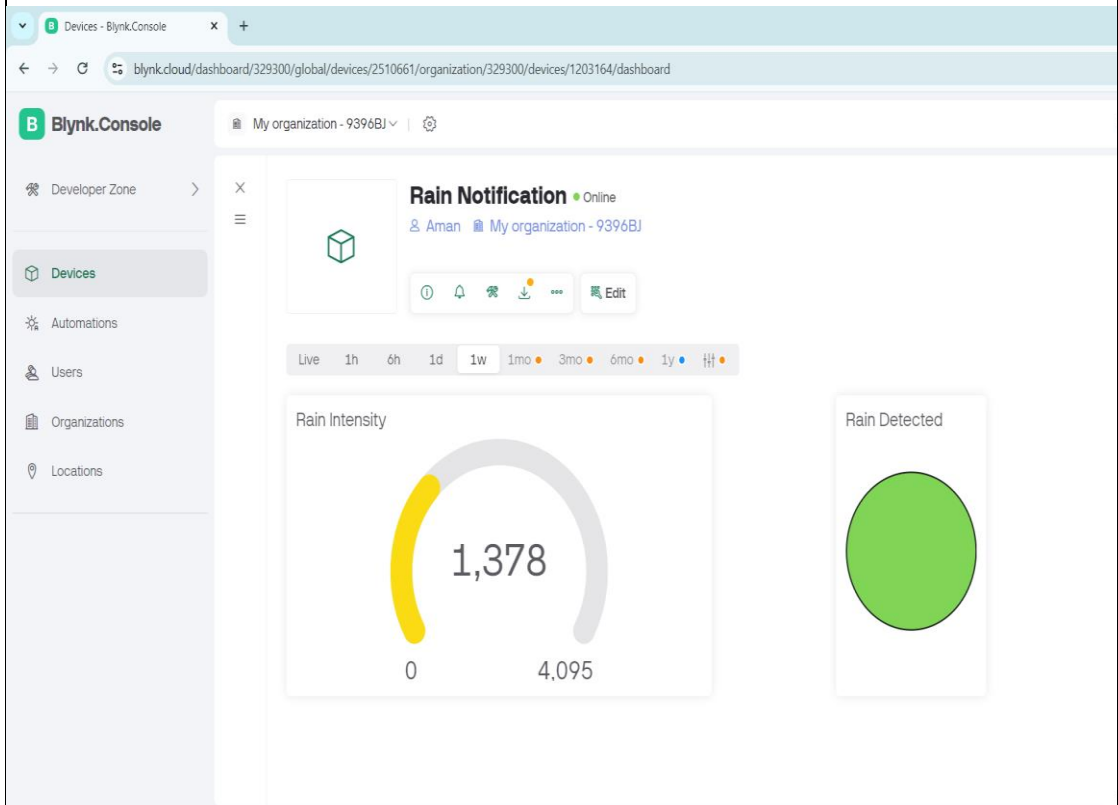 Devices - Blynk.Console
blynk.cloud/dashboard/329300/global/devices/2510661/organization/329300/devices/1203164/dashboard
B Blynk.Console
My organization - 9396BJ
Developer Zone
Devices
Automations
Users
Organizations
Locations
Rain Notification Online
Aman My organization - 9396BJ
Edit
Live 1h 6h 1d 1w 1mo 3mo 6mo 1y
Rain Intensity
1,378
0 4,095
Rain Detected